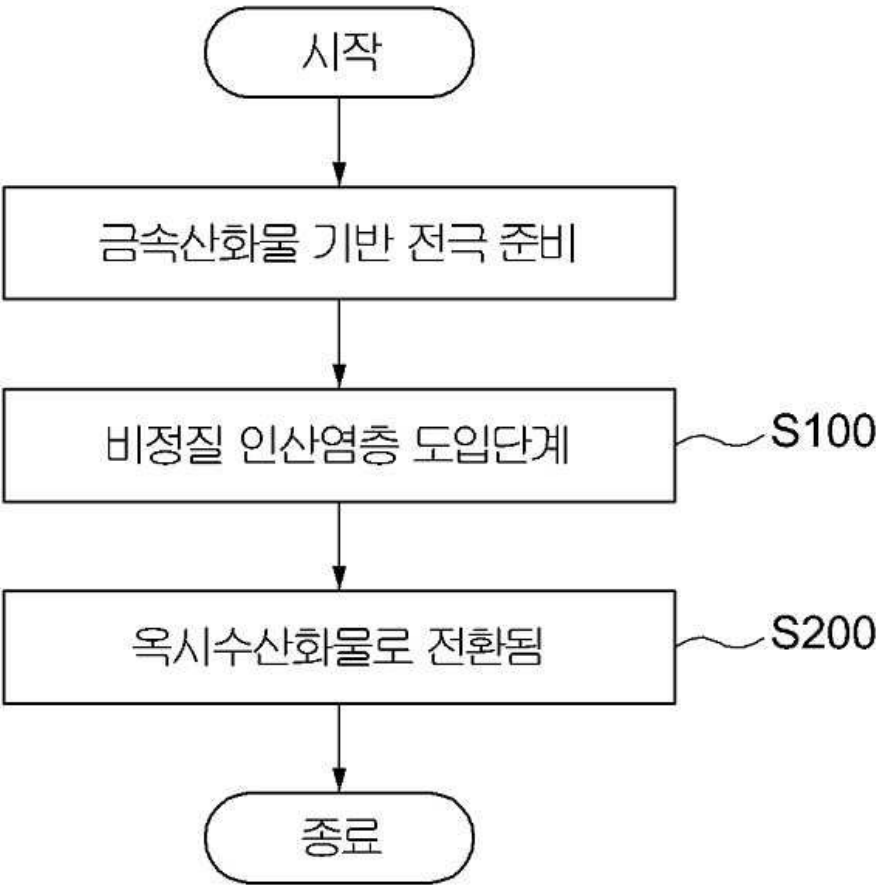 시작
금속산화물 기반 전극 준비
비정질 인산염층 도입단계
S100
옥시수산화물로 전환됨
S200
종료